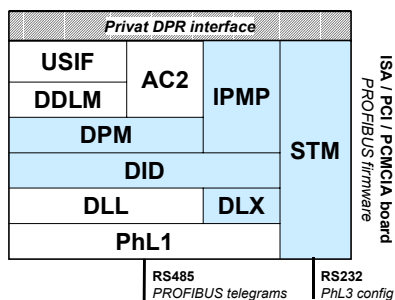 Privat DPR interface
USIF
AC2
IPMP
STM
DDLM
DPM
DID
DLL
DLX
PhL1
ISA / PCI / PCMCIA board
PROFIBUS firmware
RS485
PROFIBUS telegrams
RS232
PhL3 config